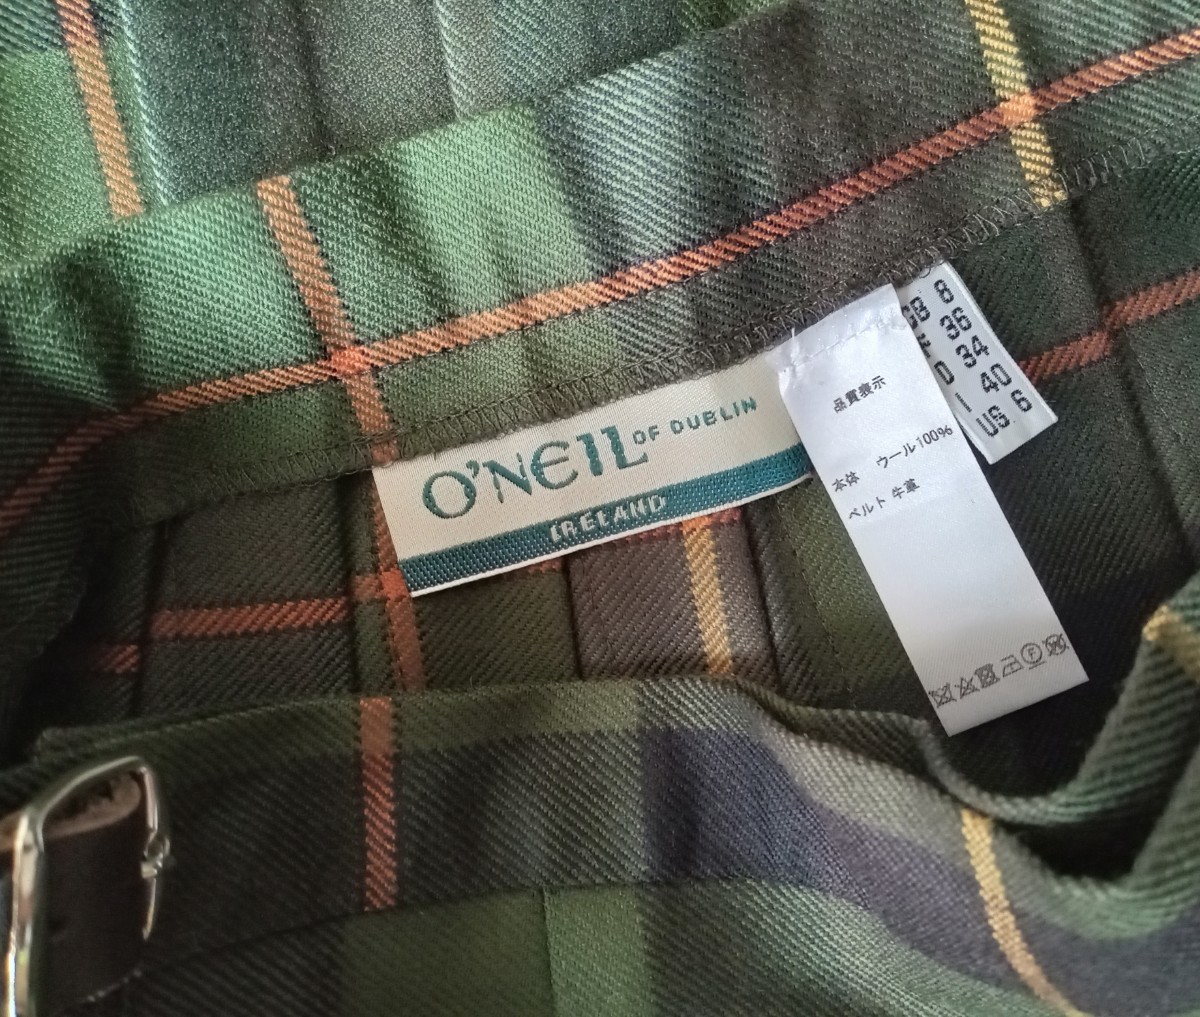 O'NEIL OF DUBLIN
IRELAND
品質表示
本体 ウール100%
ベルト 牛革
GB 8
36
D 34
I 40
US 6